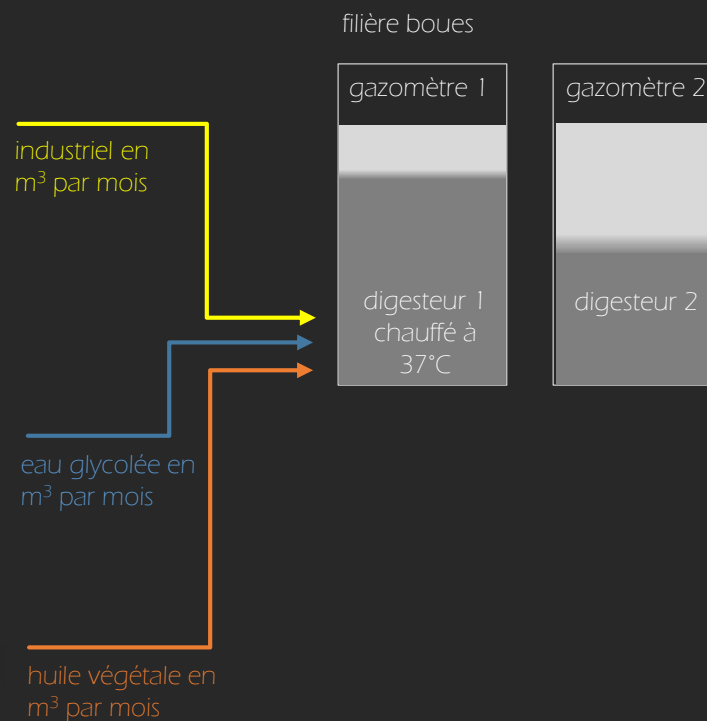 filière boues
gazomètre 1
gazomètre 2
industriel en
m³ par mois
digesteur 1
chauffé à
37°C
digesteur 2
eau glycolée en
m³ par mois
huile végétale en
m³ par mois